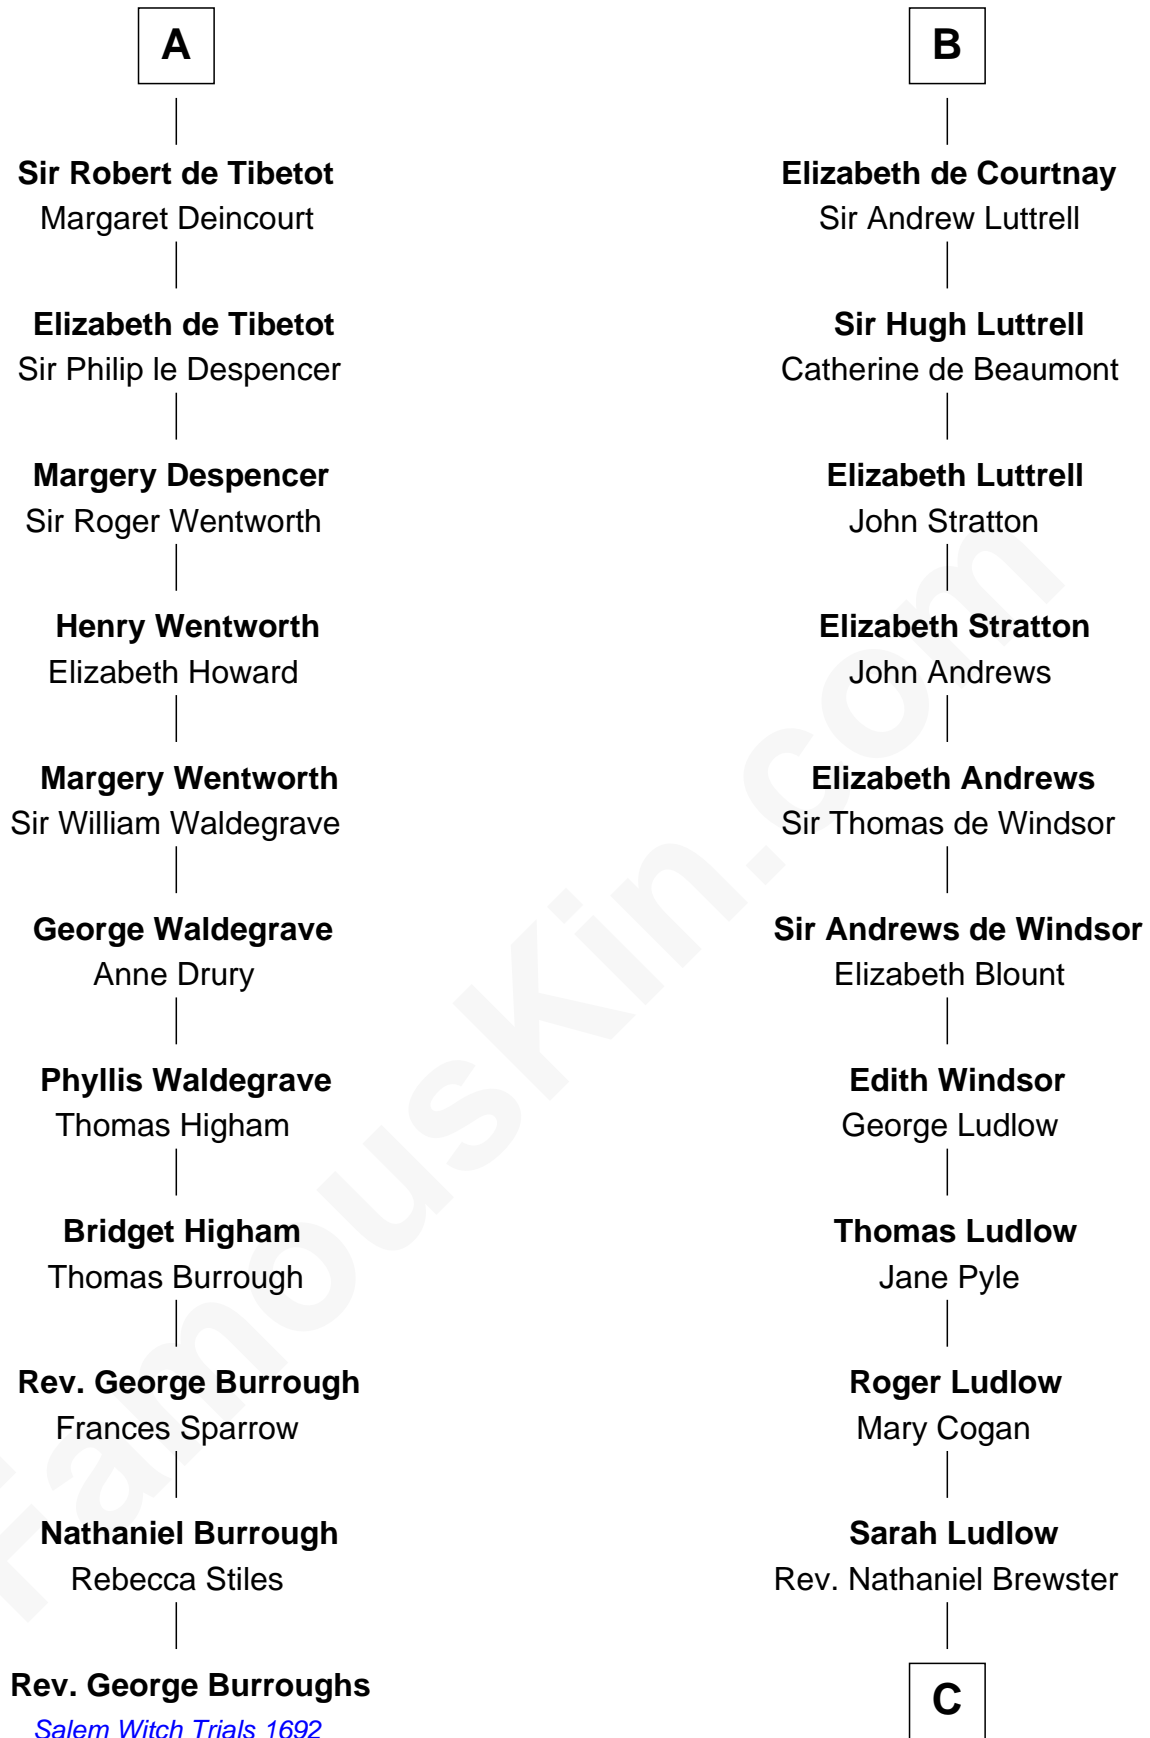 A
Sir Robert de Tibetot
Margaret Deincourt
Elizabeth de Tibetot
Sir Philip le Despencer
Margery Despencer
Sir Roger Wentworth
Henry Wentworth
Elizabeth Howard
Margery Wentworth
Sir William Waldegrave
George Waldegrave
Anne Drury
Phyllis Waldegrave
Thomas Higham
Bridget Higham
Thomas Burrough
Rev. George Burrough
Frances Sparrow
Nathaniel Burrough
Rebecca Stiles
Rev. George Burroughs
Salem Witch Trials 1692
B
Elizabeth de Courtnay
Sir Andrew Luttrell
Sir Hugh Luttrell
Catherine de Beaumont
Elizabeth Luttrell
John Stratton
Elizabeth Stratton
John Andrews
Elizabeth Andrews
Sir Thomas de Windsor
Sir Andrews de Windsor
Elizabeth Blount
Edith Windsor
George Ludlow
Thomas Ludlow
Jane Pyle
Roger Ludlow
Mary Cogan
Sarah Ludlow
Rev. Nathaniel Brewster
C
FamousKin.com